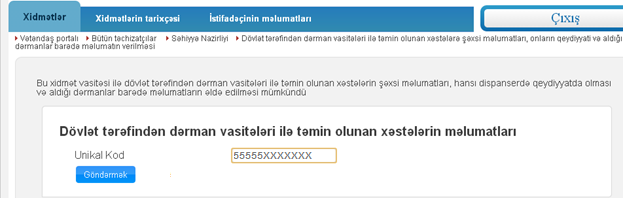 Xidmətlər Xidmətlərin tarixçəsi İstifadəçinin məlumatları Çıxış
Vətəndaş portalı Bütün təchizatçılar Səhiyyə Nazirliyi Dövlət tərəfindən dərman vasitələri ilə təmin olunan xəstələrə şəxsi məlumatları, onların qeydiyyatı və aldığı
dərmanlar barədə məlumatın verilməsi
Bu xidmət vasitəsi ilə dövlət tərəfindən dərman vasitələri ilə təmin olunan xəstələrin şəxsi məlumatları, hansı dispanserdə qeydiyyatda olması
və aldığı dərmanlar barədə məlumatların əldə edilməsi mümkündü
Dövlət tərəfindən dərman vasitələri ilə təmin olunan xəstələrin məlumatları
Unikal Kod 55555XXXXXXX
Göndərmək